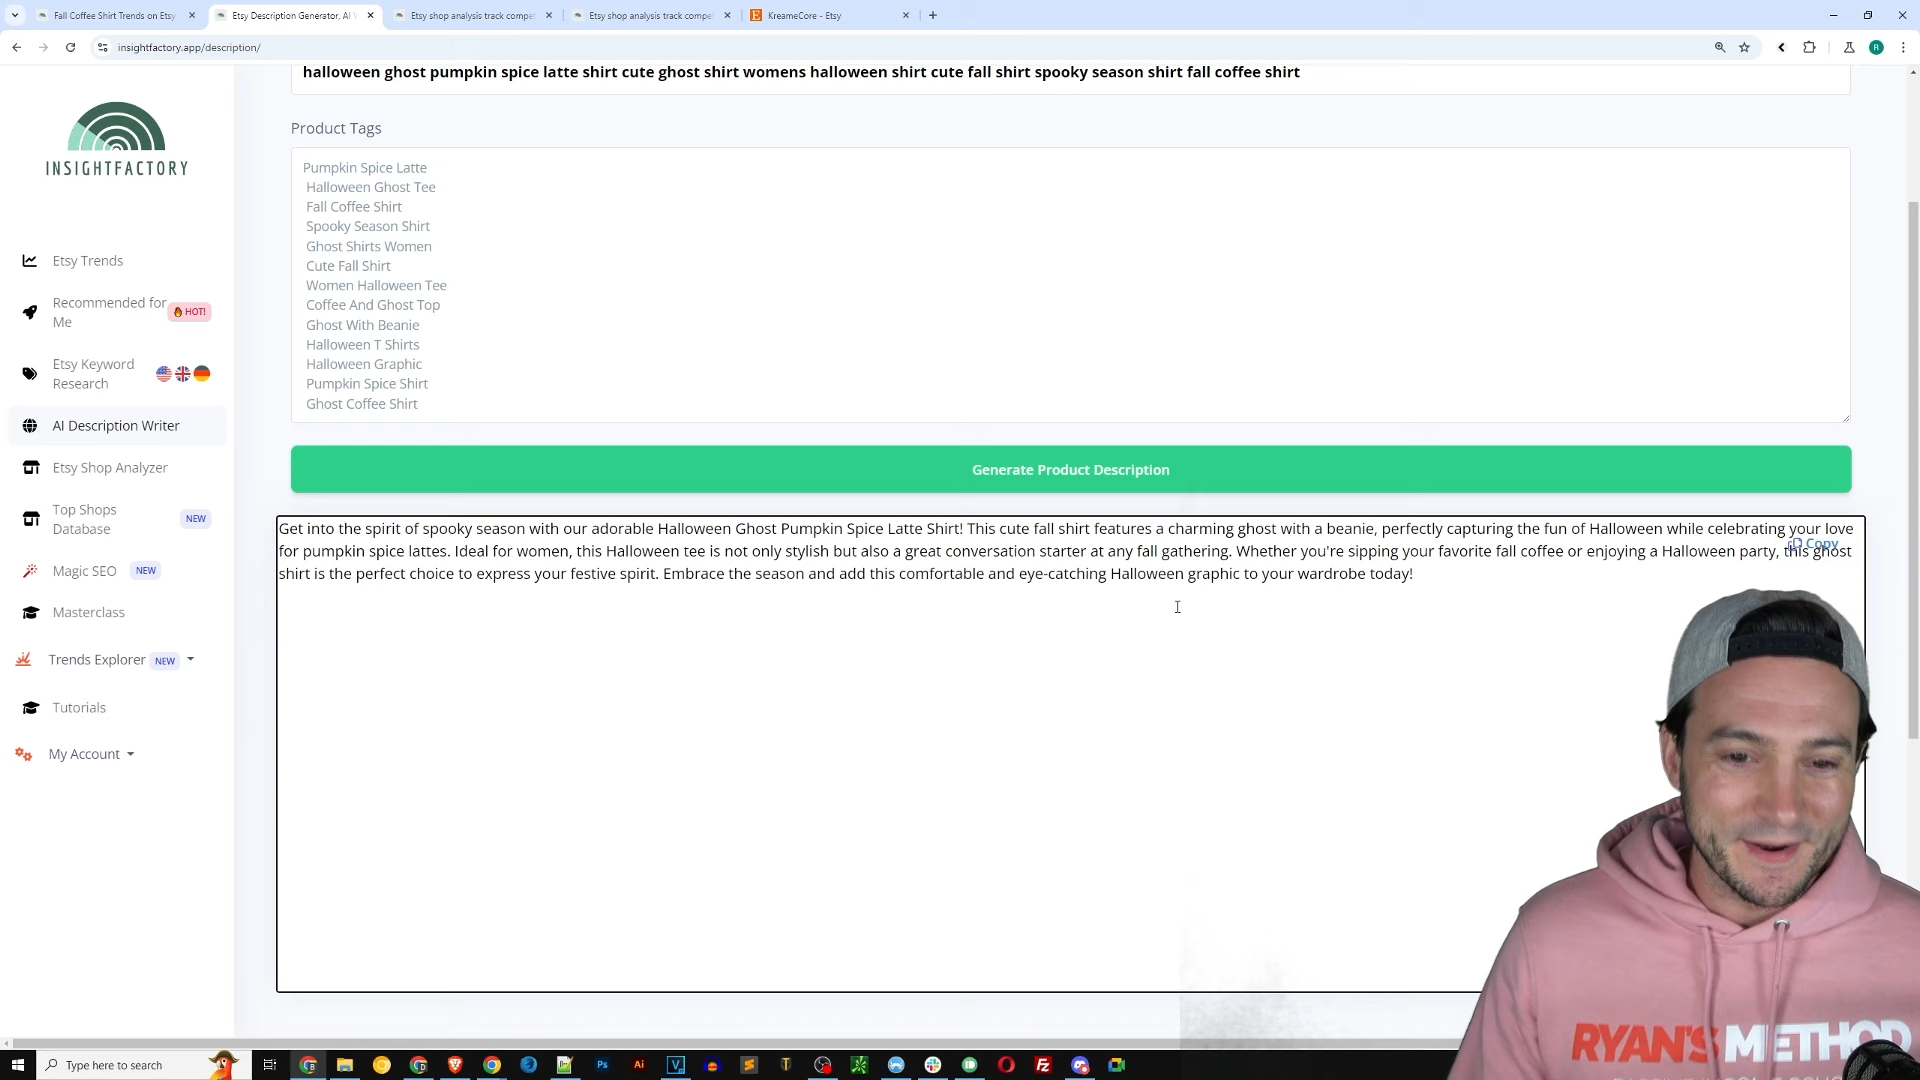 Fall Coffee Shirt Trends on Etsy
Etsy Description Generator, AI
Etsy shop analysis track compet
Etsy shop analysis track compet
KreameCore - Etsy
insightfactory.app/description/
R
halloween ghost pumpkin spice latte shirt cute ghost shirt womens halloween shirt cute fall shirt spooky season shirt fall coffee shirt
INSIGHTFACTORY
Etsy Trends
Recommended for
Me
HOT!
Etsy Keyword
Research
AI Description Writer
Etsy Shop Analyzer
Top Shops
Database
NEW
Magic SEO NEW
Masterclass
Trends Explorer NEW
Tutorials
My Account
Product Tags
Pumpkin Spice Latte
Halloween Ghost Tee
Fall Coffee Shirt
Spooky Season Shirt
Ghost Shirts Women
Cute Fall Shirt
Women Halloween Tee
Coffee And Ghost Top
Ghost With Beanie
Halloween T Shirts
Halloween Graphic
Pumpkin Spice Shirt
Ghost Coffee Shirt
Generate Product Description
Get into the spirit of spooky season with our adorable Halloween Ghost Pumpkin Spice Latte Shirt! This cute fall shirt features a charming ghost with a beanie, perfectly capturing the fun of Halloween while celebrating your love
for pumpkin spice lattes. Ideal for women, this Halloween tee is not only stylish but also a great conversation starter at any fall gathering. Whether you're sipping your favorite fall coffee or enjoying a Halloween party, this ghost
shirt is the perfect choice to express your festive spirit. Embrace the season and add this comfortable and eye-catching Halloween graphic to your wardrobe today!
Copy
RYAN'S METHOD
Type here to search